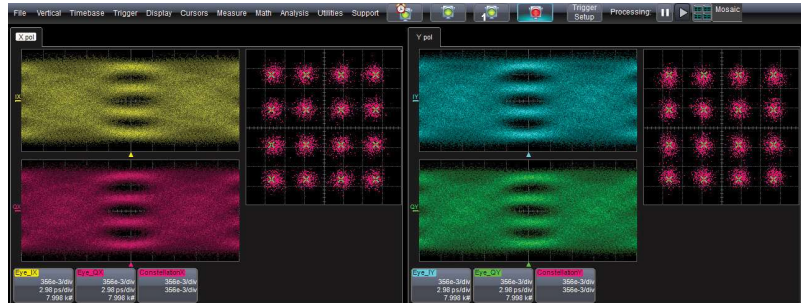 File Vertical Timebase Trigger Display Cursors Measure Math Analysis Utilities Support 1 Trigger Setup Processing: Mosaic
X pol
Y pol
IX
IY
QX
QY
Eye_IX Eye_QX ConstellationX
356e-3/div 356e-3/div 356e-3/div
2.98 ps/div 2.98 ps/div 356e-3/div
7.998 k# 7.998 k#
Eye_IY Eye_QY ConstellationY
356e-3/div 356e-3/div 356e-3/div
2.98 ps/div 2.98 ps/div 356e-3/div
7.998 k# 7.998 k#